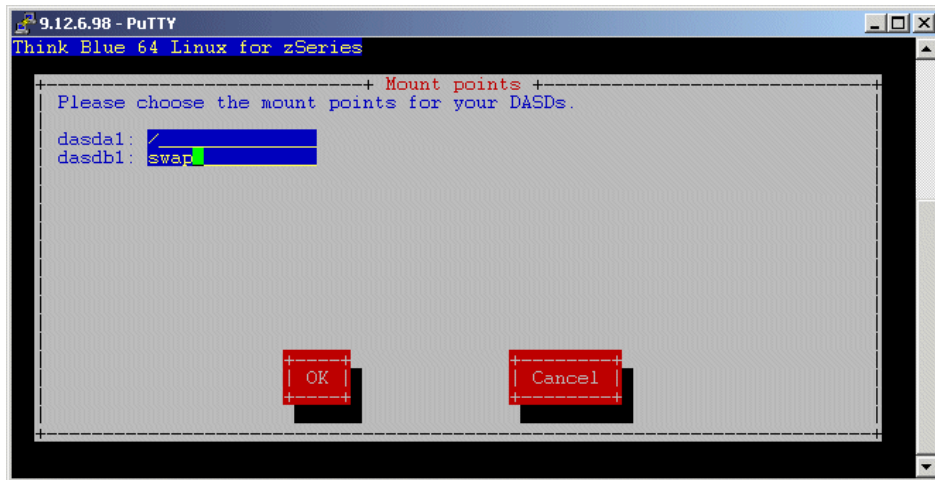 9.12.6.98 - PuTTY
Think Blue 64 Linux for zSeries
Mount points
Please choose the mount points for your DASDs.
dasda1: /
dasdb1: swap
OK Cancel